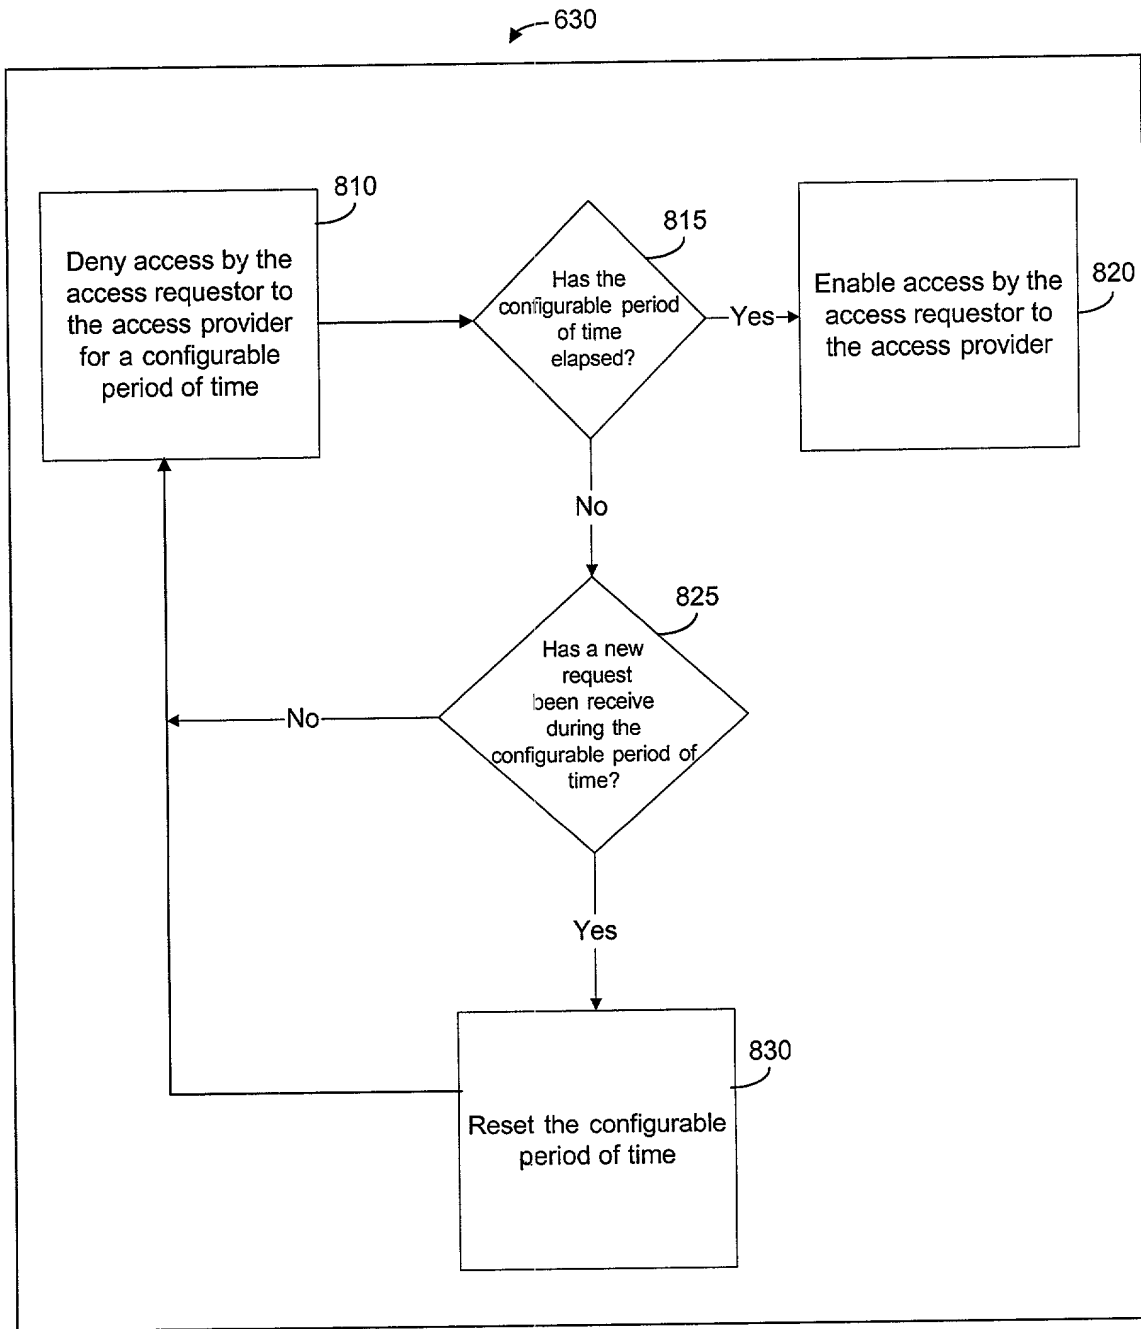 630
810
Deny access by the
access requestor to
the access provider
for a configurable
period of time
815
Has the
configurable period
of time
elapsed?
Yes
820
Enable access by the
access requestor to
the access provider
No
825
Has a new
request
been receive
during the
configurable period of
time?
No
Yes
830
Reset the configurable
period of time